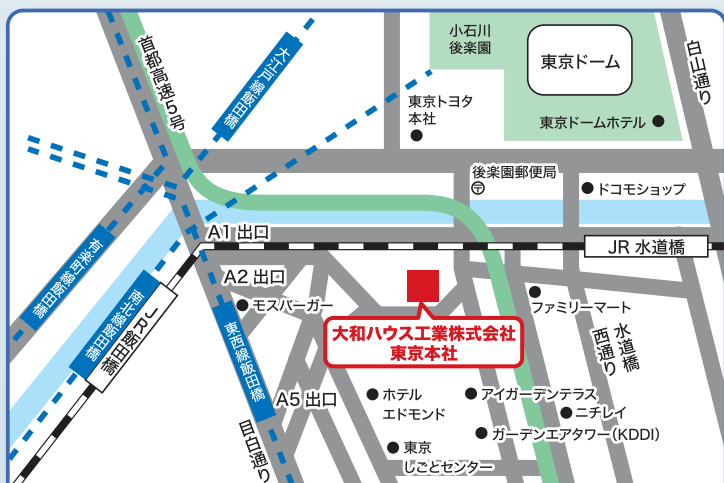 小石川
後楽園
東京ドーム
白山通り
首都高速5号
大江戸線飯田橋
東京トヨタ
本社
東京ドームホテル
後楽園郵便局
〒
ドコモショップ
A1 出口
JR 水道橋
有楽町線飯田橋
南北線飯田橋
JR飯田橋
A2 出口
モスバーガー
東西線飯田橋
ファミリーマート
大和ハウス工業株式会社
東京本社
水道橋
西通り
A5 出口
目白通り
ホテル
エドモンド
アイガーデンテラス
ニチレイ
ガーデンエアタワー(KDDI)
東京
しごとセンター